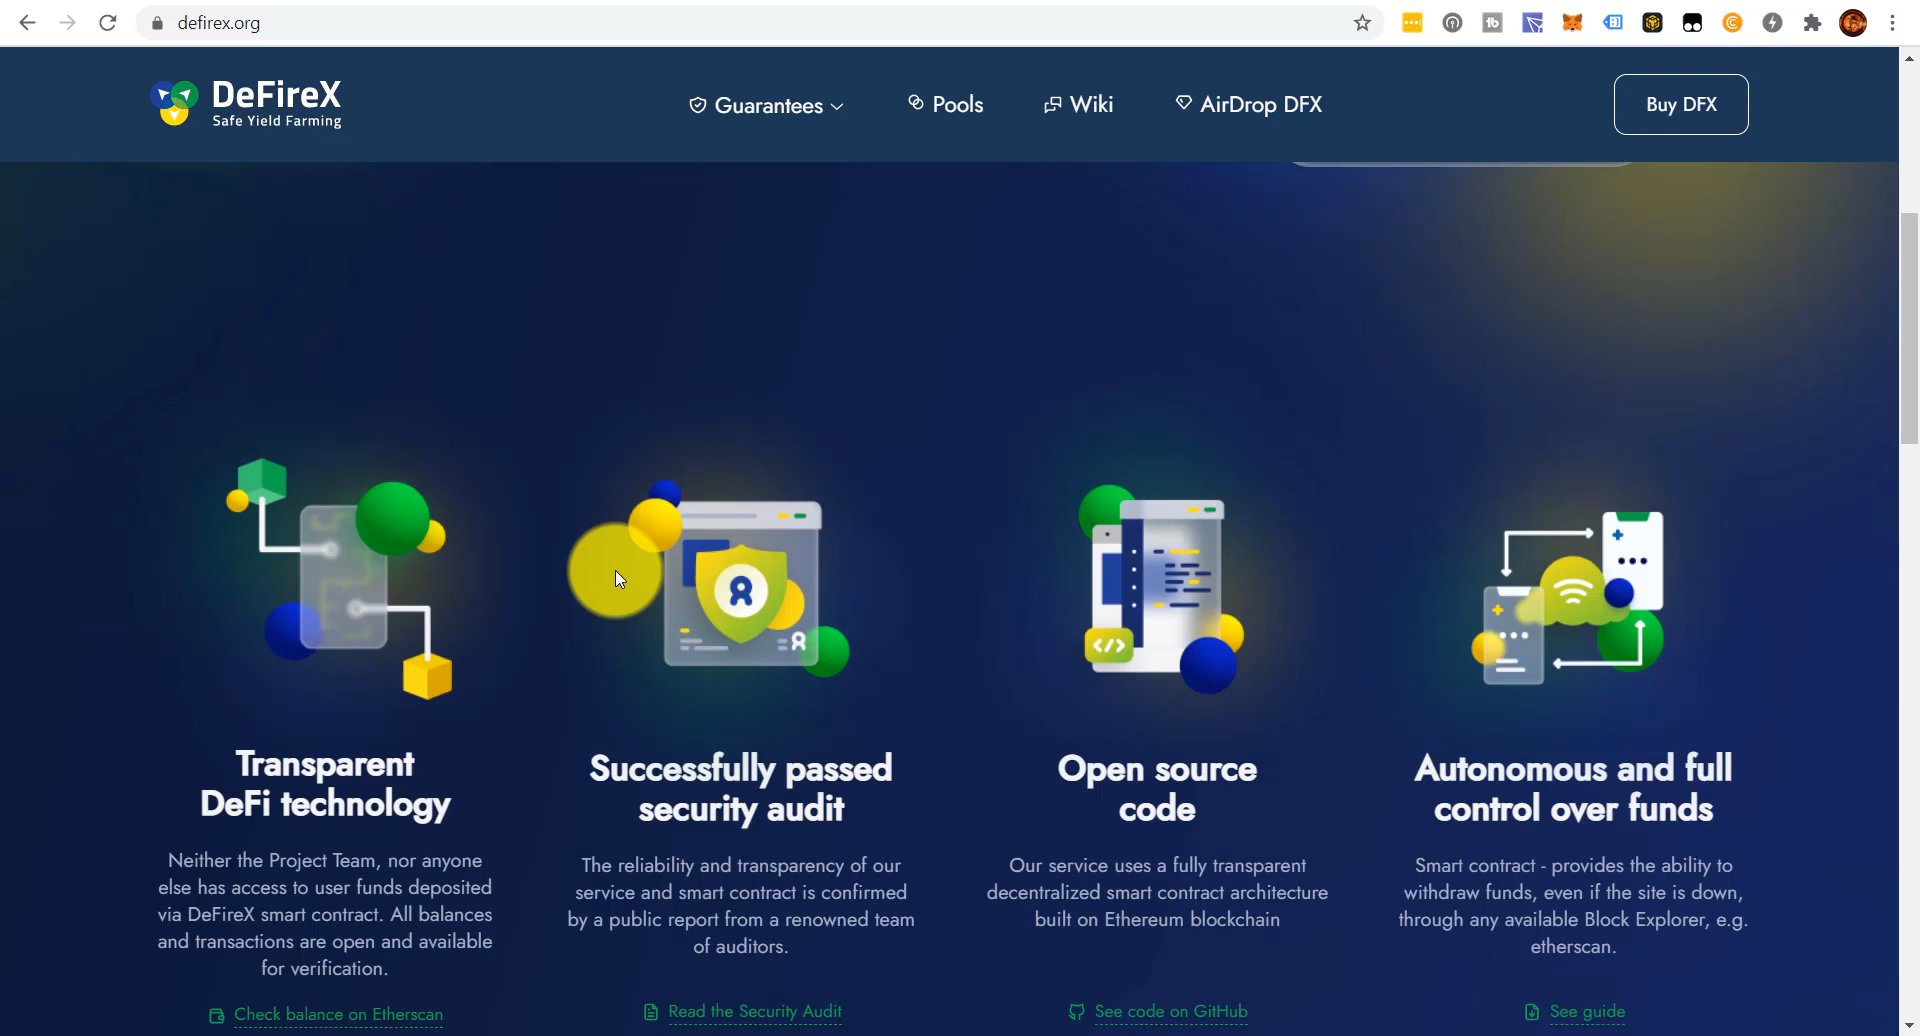 defirex.org
DeFireX
Safe Yield Farming
Guarantees
Pools
Wiki
AirDrop DFX
Buy DFX
Transparent
DeFi technology
Neither the Project Team, nor anyone
else has access to user funds deposited
via DeFireX smart contract. All balances
and transactions are open and available
for verification.
Check balance on Etherscan
Successfully passed
security audit
The reliability and transparency of our
service and smart contract is confirmed
by a public report from a renowned team
of auditors.
Read the Security Audit
Open source
code
Our service uses a fully transparent
decentralized smart contract architecture
built on Ethereum blockchain
See code on GitHub
Autonomous and full
control over funds
Smart contract - provides the ability to
withdraw funds, even if the site is down,
through any available Block Explorer, e.g.
etherscan.
See guide